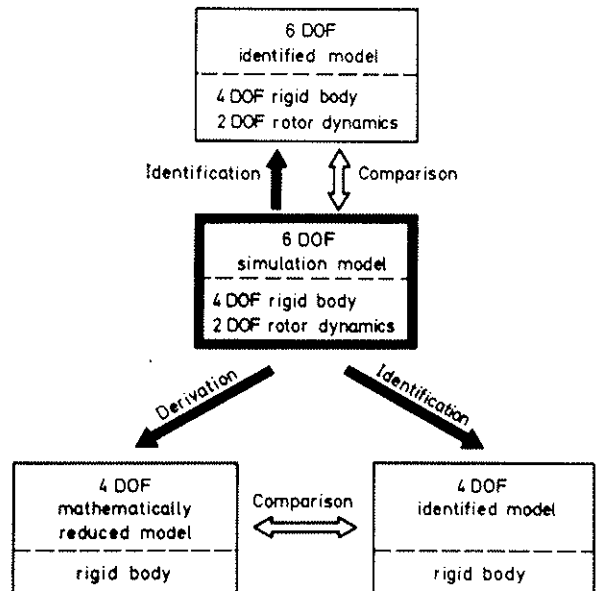 6 DOF
identified model
4 DOF rigid body
2 DOF rotor dynamics
Identification
Comparison
6 DOF
simulation model
4 DOF rigid body
2 DOF rotor dynamics
Derivation
Identification
4 DOF
mathematically
reduced model
rigid body
Comparison
4 DOF
identified model
rigid body